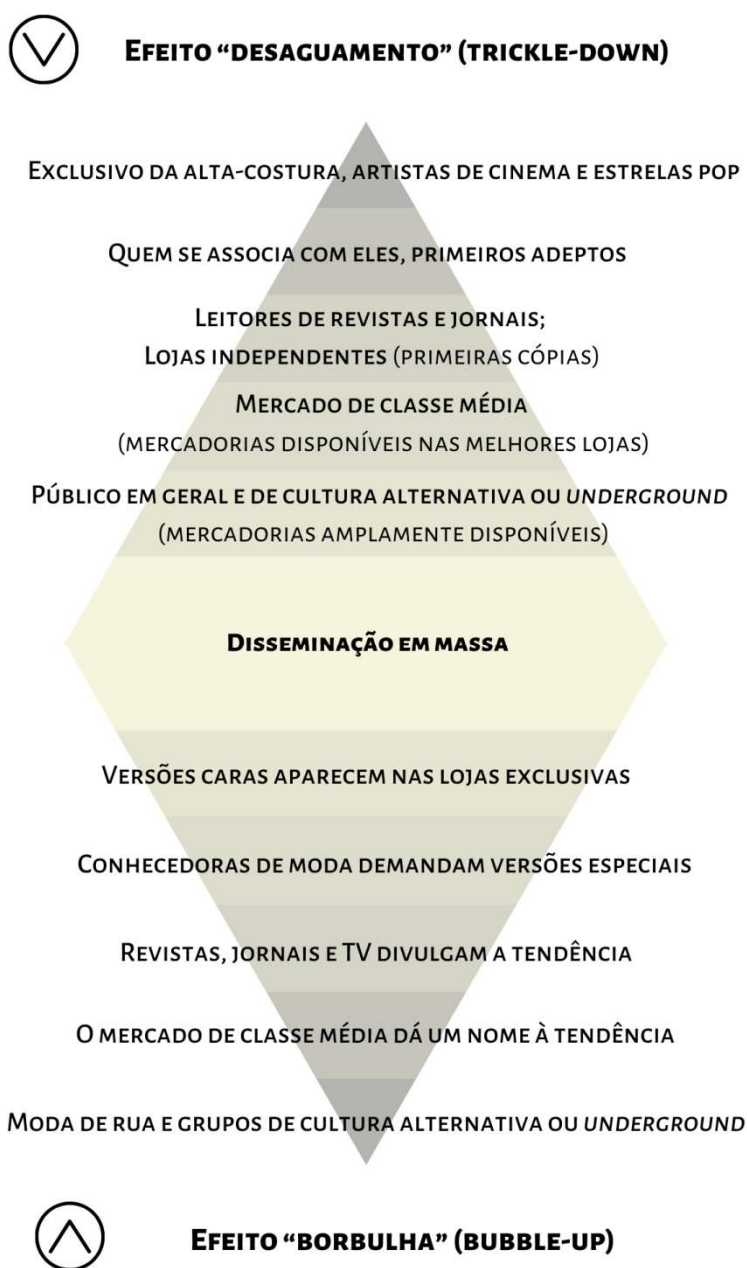 Efeito “desaguamento” (trickle-down)
Exclusivo da alta-costura, artistas de cinema e estrelas pop
Quem se associa com eles, primeiros adeptos
Leitores de revistas e jornais;
Lojas independentes (primeiras cópias)
Mercado de classe média
(mercadorias disponíveis nas melhores lojas)
Público em geral e de cultura alternativa ou underground
(mercadorias amplamente disponíveis)
Disseminação em massa
Versões caras aparecem nas lojas exclusivas
Conhecedoras de moda demandam versões especiais
Revistas, jornais e TV divulgam a tendência
O mercado de classe média dá um nome à tendência
Moda de rua e grupos de cultura alternativa ou underground
Efeito “borbulha” (bubble-up)